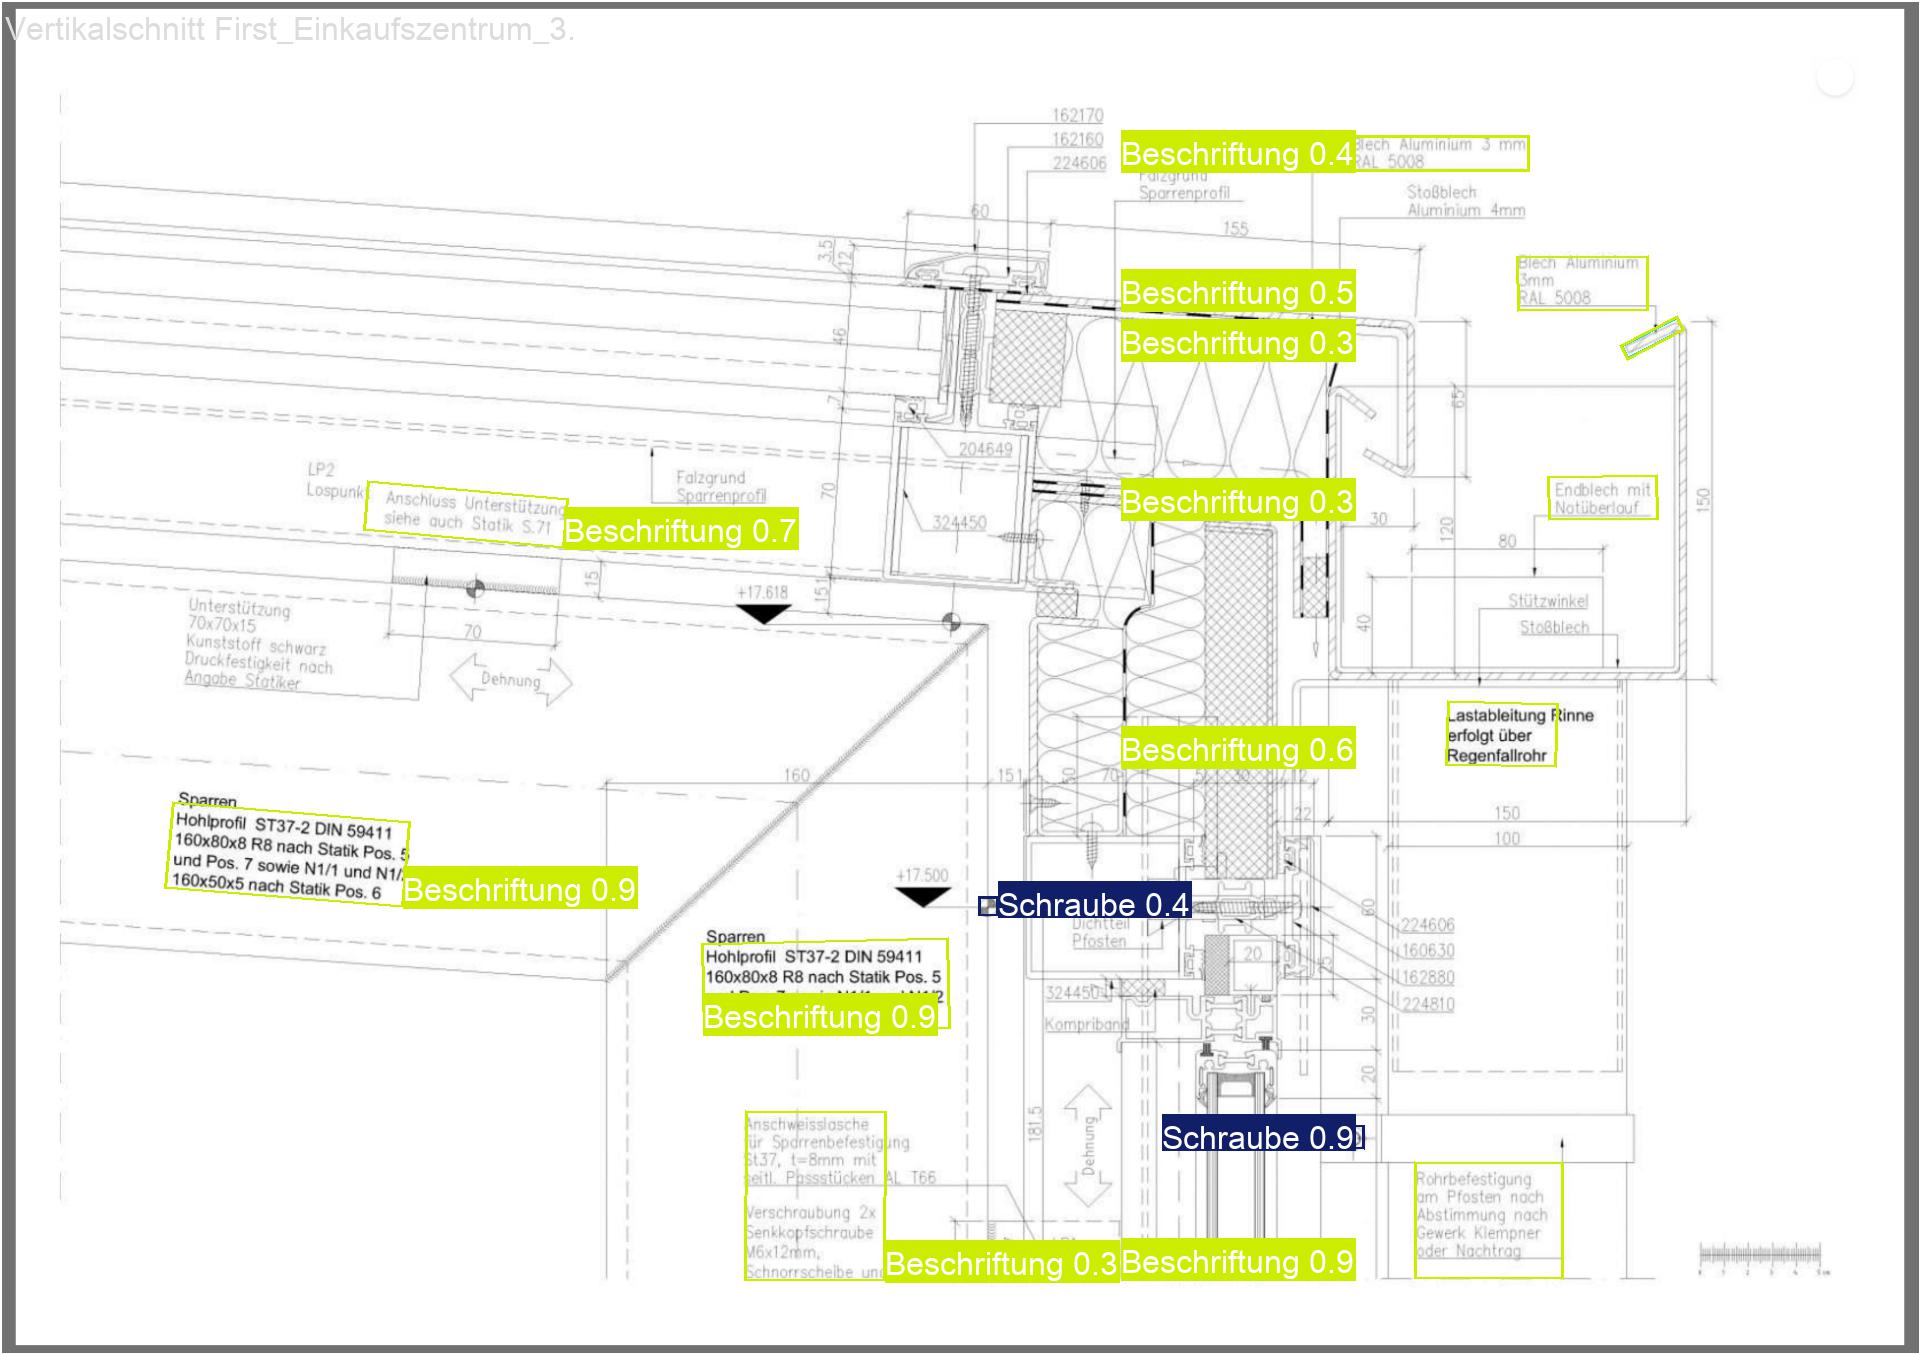 Vertikalschnitt First_Einkaufszentrum_3.
162170
162160
224606
Beschriftung 0.4
Blech Aluminium 3 mm
RAL 5008
Falzgrund
Sparrenprofil
Stoßblech
Aluminium 4mm
60
155
3,5
12
Blech Aluminium
3mm
RAL 5008
Beschriftung 0.5
Beschriftung 0.3
46
7
65
204649
LP2
Lospunkt
Anschluss Unterstützung
siehe auch Statik S.71
Beschriftung 0.7
Falzgrund
Sparrenprofil
70
324450
Beschriftung 0.3
30
120
80
150
Endblech mit
Notüberlauf
15
151
+17.618
Unterstützung
70x70x15
Kunststoff schwarz
Druckfestigkeit nach
Angabe Statiker
70
Dehnung
Stützwinkel
Stoßblech
40
Lastableitung Rinne
erfolgt über
Regenfallrohr
Beschriftung 0.6
160
151
50
70
22
150
100
Sparren
Hohlprofil ST37-2 DIN 59411
160x80x8 R8 nach Statik Pos. 5
und Pos. 7 sowie N1/1 und N1/
160x50x5 nach Statik Pos. 6
Beschriftung 0.9
+17.500
Schraube 0.4
Dichtteil
Pfosten
60
224606
160630
162880
224810
20
25
Sparren
Hohlprofil ST37-2 DIN 59411
160x80x8 R8 nach Statik Pos. 5
Beschriftung 0.9
324450
Kompriband
30
20
181.5
Dehnung
Schraube 0.9
Anschweisslasche
für Sparrenbefestigung
St37, t=8mm mit
seitl. Passstücken AL T66
Verschraubung 2x
Senkkopfschraube
M6x12mm,
Schnorrscheibe und
Beschriftung 0.3
Beschriftung 0.9
Rohrbefestigung
am Pfosten nach
Abstimmung nach
Gewerk Klempner
oder Nachtrag